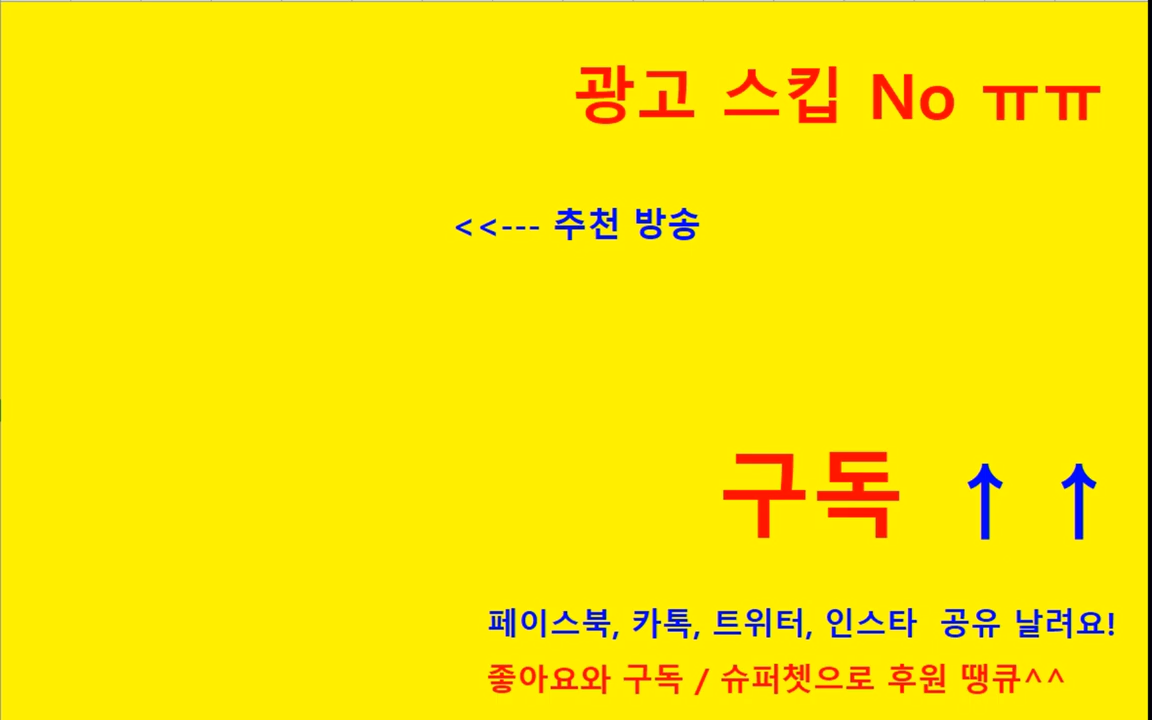 광고 스킵 No ㅠㅠ
<<--- 추천 방송
구독 ↑ ↑
페이스북, 카톡, 트위터, 인스타 공유 날려요!
좋아요와 구독 / 슈퍼쳇으로 후원 땡큐^^